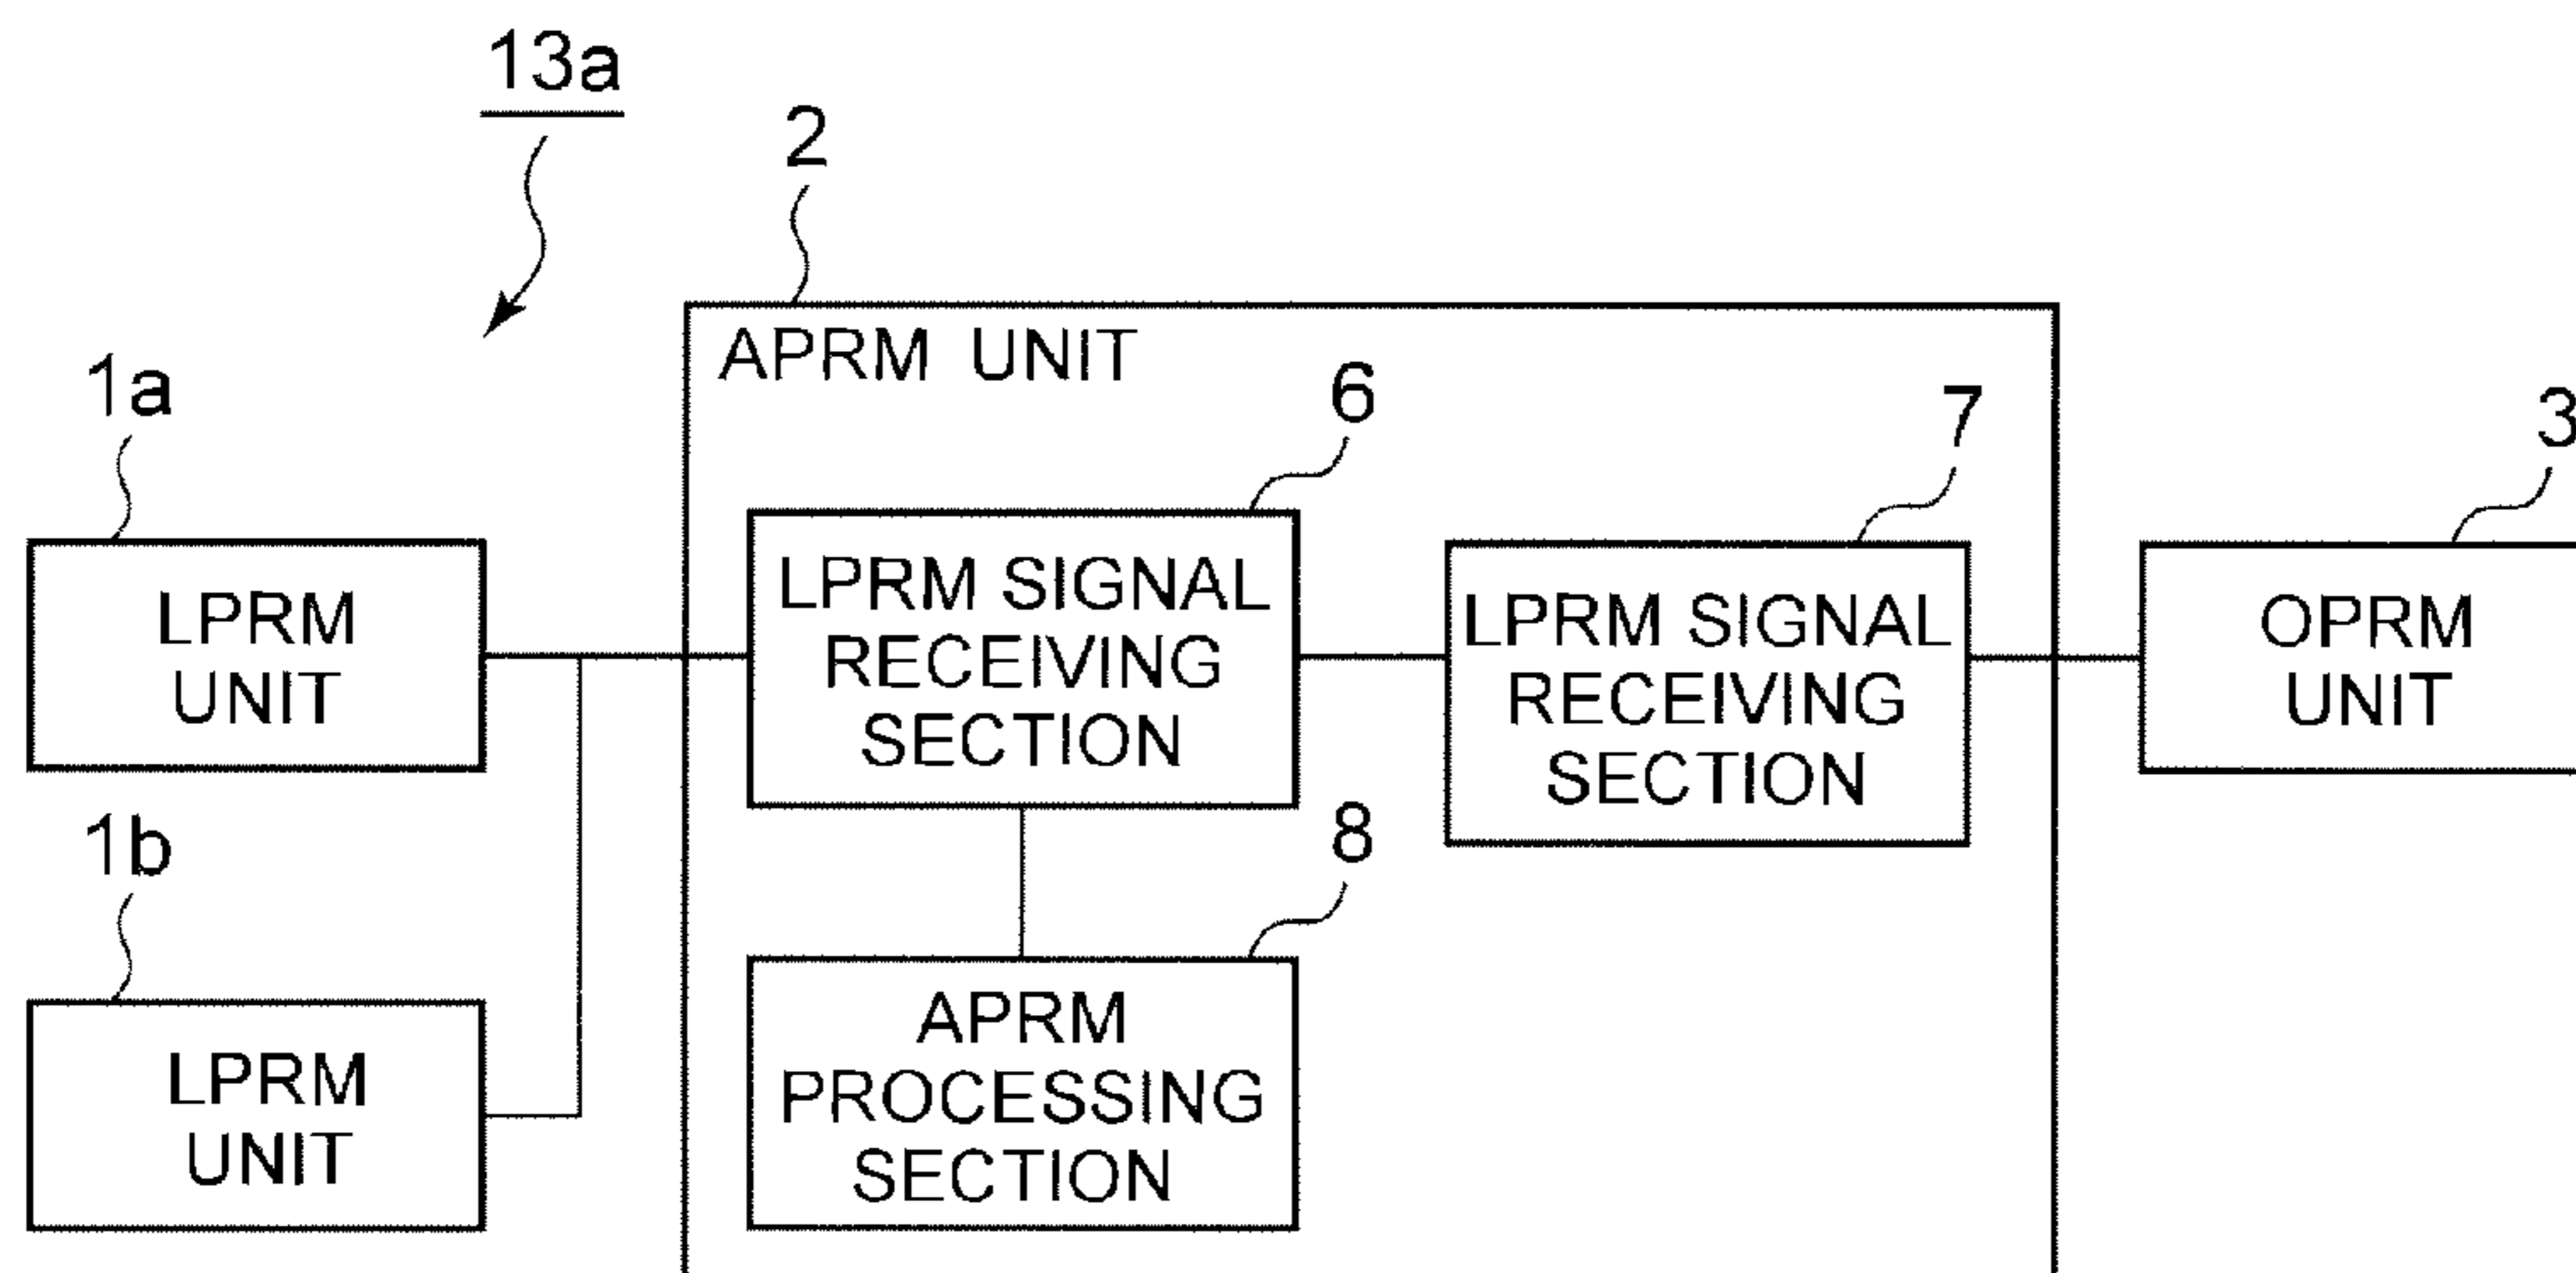 13a
2
APRM UNIT
1a
6
7
3
LPRM
UNIT
LPRM SIGNAL
RECEIVING
SECTION
LPRM SIGNAL
RECEIVING
SECTION
OPRM
UNIT
1b
8
LPRM
UNIT
APRM
PROCESSING
SECTION